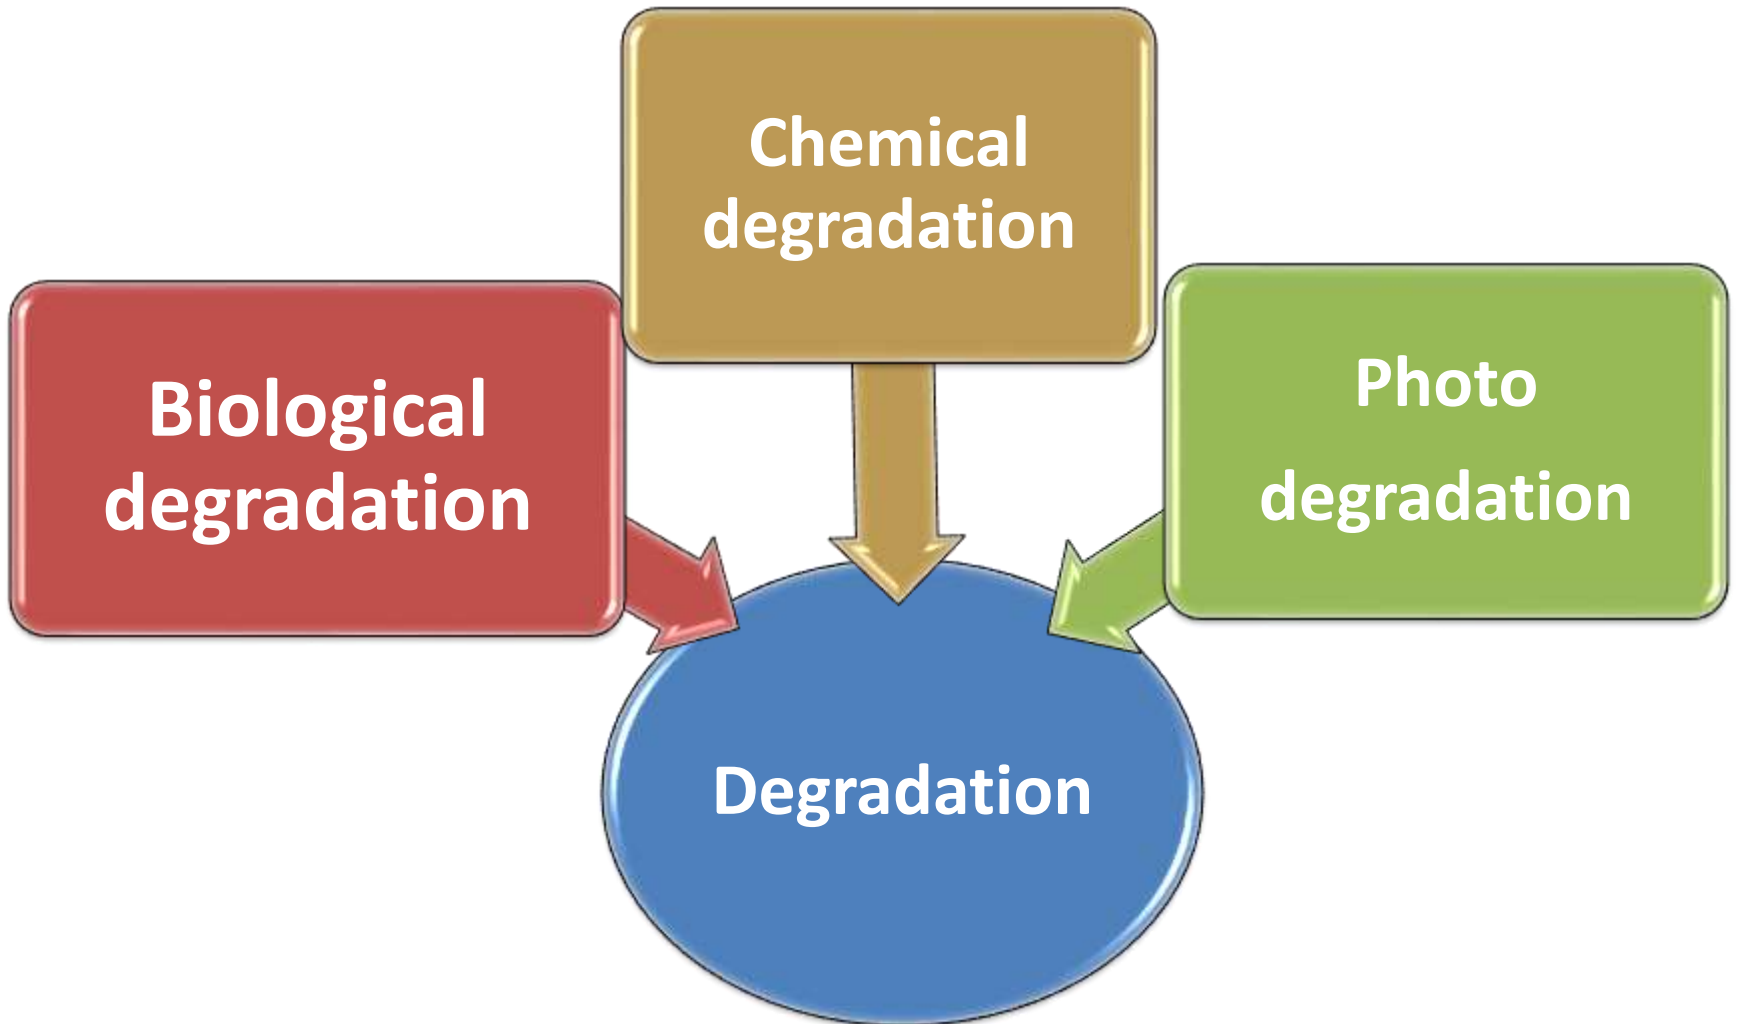 Chemical
degradation
Biological
degradation
Photo
degradation
Degradation